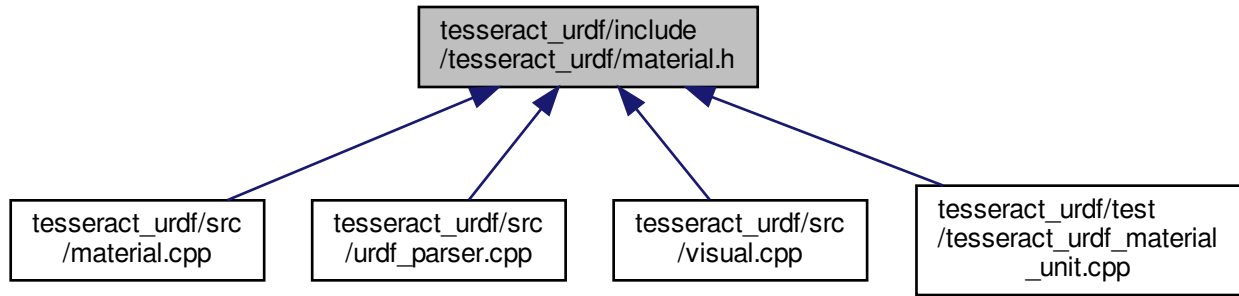 tesseract_urdf/include
/tesseract_urdf/material.h
tesseract_urdf/src
/material.cpp
tesseract_urdf/src
/urdf_parser.cpp
tesseract_urdf/src
/visual.cpp
tesseract_urdf/test
/tesseract_urdf_material
_unit.cpp